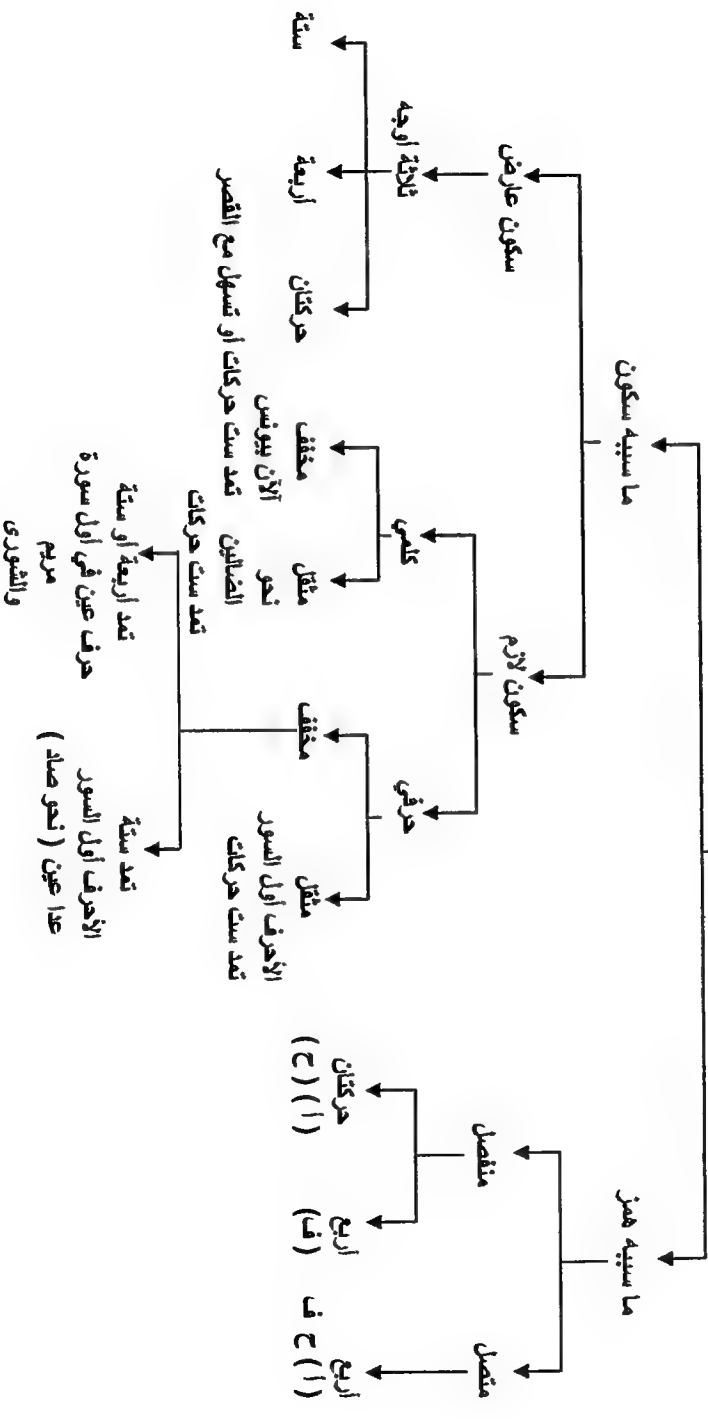 ما سببه همز
ما سببه سكون
متصل
منفصل
سكون لازم
سكون عارض
أربع
(أ) ح ف
أربع
(ف)
حركتان
(أ) (ح)
حرفي
كلمي
ثلاثة أوجه
مثقل
الأحرف أول السور
تمد ست حركات
مخفف
مثقل
نحو
الضالين
تمد ست حركات
مخفف
آلآن بيونس
تمد ست حركات أو تسهل مع القصر
حركتان
أربعة
ستة
تمد ستة
الأحرف أول السور
عدا عين ( نحو صاد )
تمد أربعة أو ستة
حرف عين في أول سورة
مريم
والشورى